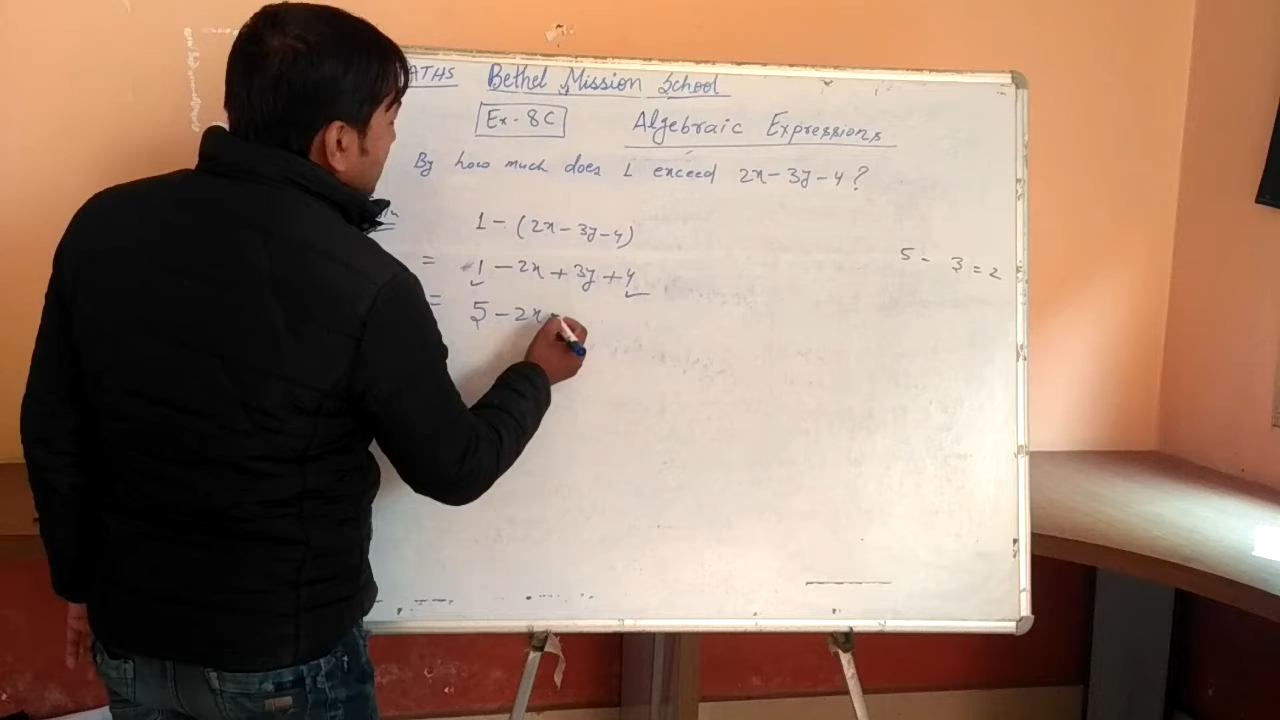 ATHS Bethel Mission School
Ex-8C Algebraic Expressions
By how much does 1 exceed 2x-3y-4?
1-(2x-3y-4)
= 1-2x+3y+4
= 5-2x
5-3=2